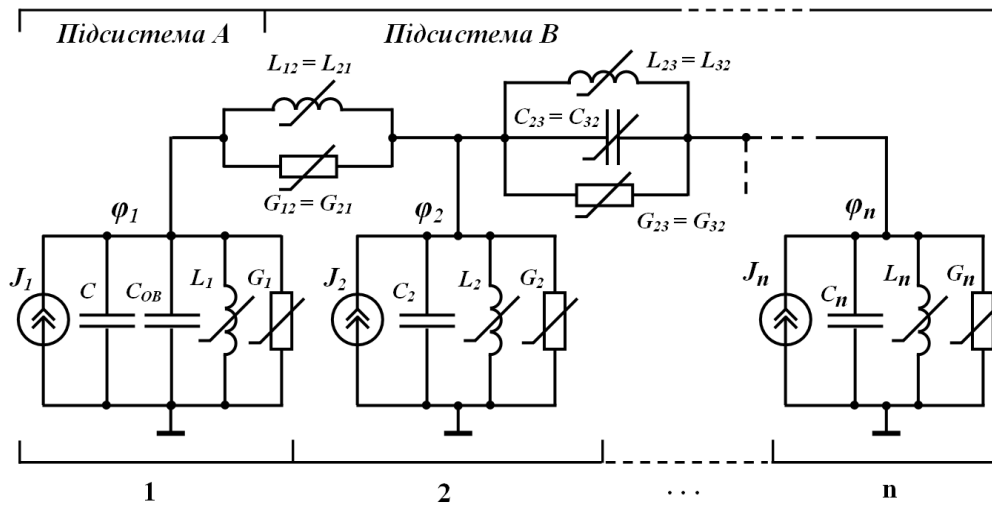 Підсистема А
Підсистема В
L12 = L21
L23 = L32
C23 = C32
G12 = G21
G23 = G32
φ1
φ2
φn
J1
C
CОВ
L1
G1
J2
C2
L2
G2
Jn
Cn
Ln
Gn
1
2
· · ·
n